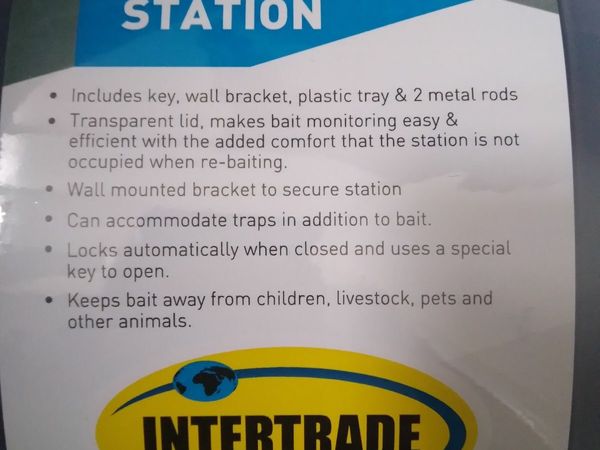 STATION
• Includes key, wall bracket, plastic tray & 2 metal rods
• Transparent lid, makes bait monitoring easy &
efficient with the added comfort that the station is not
occupied when re-baiting.
• Wall mounted bracket to secure station
• Can accommodate traps in addition to bait.
• Locks automatically when closed and uses a special
key to open.
• Keeps bait away from children, livestock, pets and
other animals.
INTERTRADE